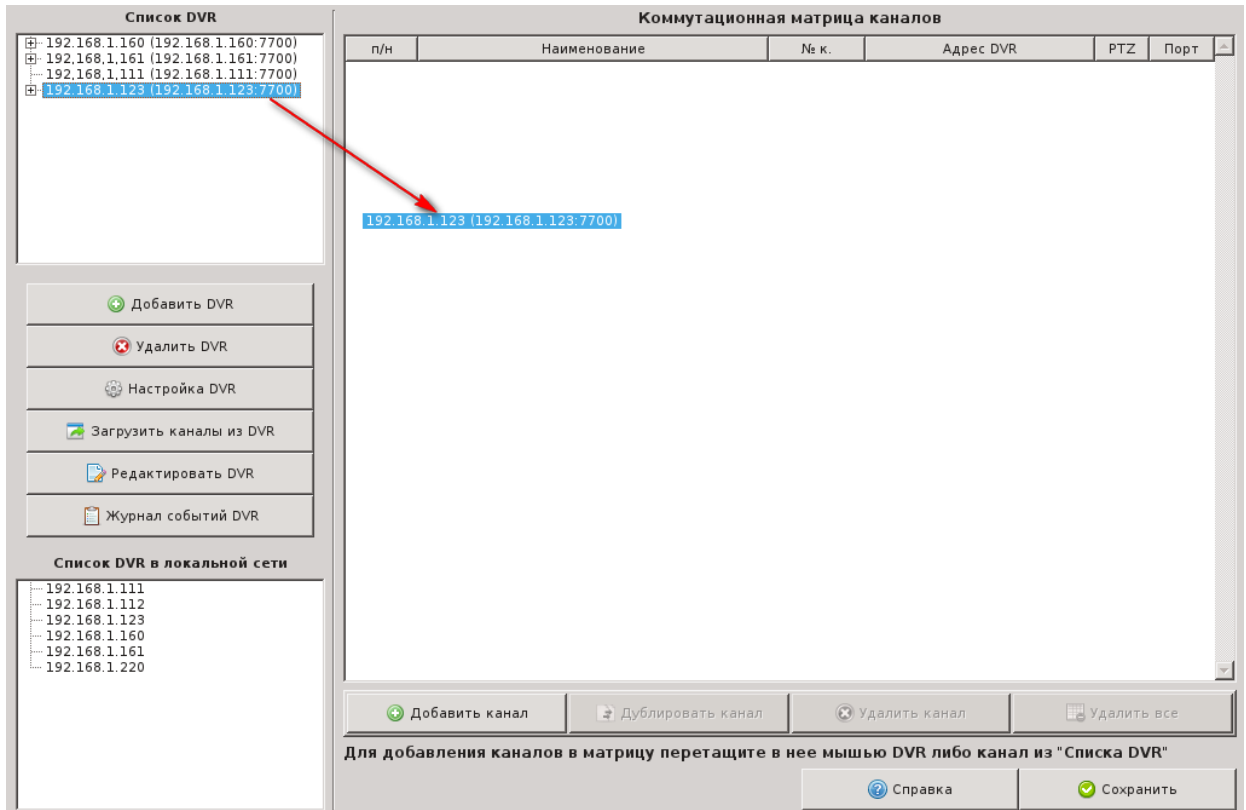 Список DVR
192.168.1.160 (192.168.1.160:7700)
192,168,1,161 (192.168.1.161:7700)
192,168,1,111 (192.168.1.111:7700)
192.168.1.123 (192.168.1.123:7700)
Добавить DVR
Удалить DVR
Настройка DVR
Загрузить каналы из DVR
Редактировать DVR
Журнал событий DVR
Список DVR в локальной сети
192.168.1.111
192.168.1.112
192.168.1.123
192.168.1.160
192.168.1.161
192.168.1.220
Коммутационная матрица каналов
п/н Наименование № к. Адрес DVR PTZ Порт
192.168.1.123 (192.168.1.123:7700)
Добавить канал Дублировать канал Удалить канал Удалить все
Для добавления каналов в матрицу перетащите в нее мышью DVR либо канал из "Списка DVR"
Справка Сохранить